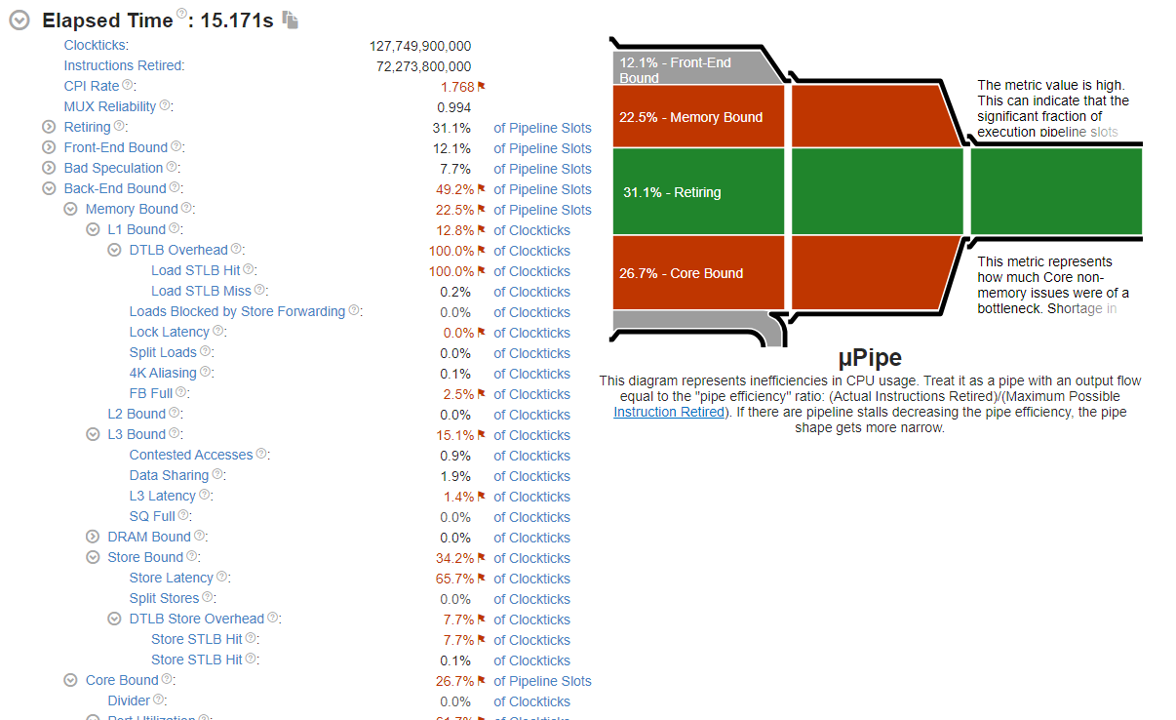 Elapsed Time ?: 15.171s
Clockticks: 127,749,900,000
Instructions Retired: 72,273,800,000
CPI Rate ?: 1.768
MUX Reliability ?: 0.994
Retiring ?: 31.1% of Pipeline Slots
Front-End Bound ?: 12.1% of Pipeline Slots
Bad Speculation ?: 7.7% of Pipeline Slots
Back-End Bound ?: 49.2% of Pipeline Slots
Memory Bound ?: 22.5% of Pipeline Slots
L1 Bound ?: 12.8% of Clockticks
DTLB Overhead ?: 100.0% of Clockticks
Load STLB Hit ?: 100.0% of Clockticks
Load STLB Miss ?: 0.2% of Clockticks
Loads Blocked by Store Forwarding ?: 0.0% of Clockticks
Lock Latency ?: 0.0% of Clockticks
Split Loads ?: 0.0% of Clockticks
4K Aliasing ?: 0.1% of Clockticks
FB Full ?: 2.5% of Clockticks
L2 Bound ?: 0.0% of Clockticks
L3 Bound ?: 15.1% of Clockticks
Contested Accesses ?: 0.9% of Clockticks
Data Sharing ?: 1.9% of Clockticks
L3 Latency ?: 1.4% of Clockticks
SQ Full ?: 0.0% of Clockticks
DRAM Bound ?: 0.0% of Clockticks
Store Bound ?: 34.2% of Clockticks
Store Latency ?: 65.7% of Clockticks
Split Stores ?: 0.0% of Clockticks
DTLB Store Overhead ?: 7.7% of Clockticks
Store STLB Hit ?: 7.7% of Clockticks
Store STLB Hit ?: 0.1% of Clockticks
Core Bound ?: 26.7% of Pipeline Slots
Divider ?: 0.0% of Clockticks
Port Utilization ?: 61.7% of Clockticks
12.1% - Front-End
Bound
22.5% - Memory Bound
31.1% - Retiring
26.7% - Core Bound
The metric value is high.
This can indicate that the
significant fraction of
execution pipeline slots
This metric represents
how much Core non-
memory issues were of a
bottleneck. Shortage in
µPipe
This diagram represents inefficiencies in CPU usage. Treat it as a pipe with an output flow
equal to the "pipe efficiency" ratio: (Actual Instructions Retired)/(Maximum Possible
Instruction Retired). If there are pipeline stalls decreasing the pipe efficiency, the pipe
shape gets more narrow.